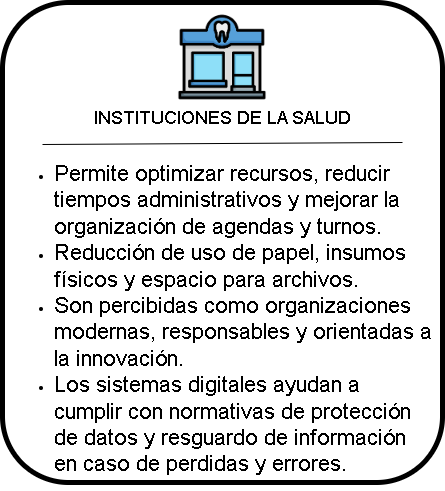 INSTITUCIONES DE LA SALUD
• Permite optimizar recursos, reducir
tiempos administrativos y mejorar la
organización de agendas y turnos.
• Reducción de uso de papel, insumos
físicos y espacio para archivos.
• Son percibidas como organizaciones
modernas, responsables y orientadas a
la innovación.
• Los sistemas digitales ayudan a
cumplir con normativas de protección
de datos y resguardo de información
en caso de perdidas y errores.